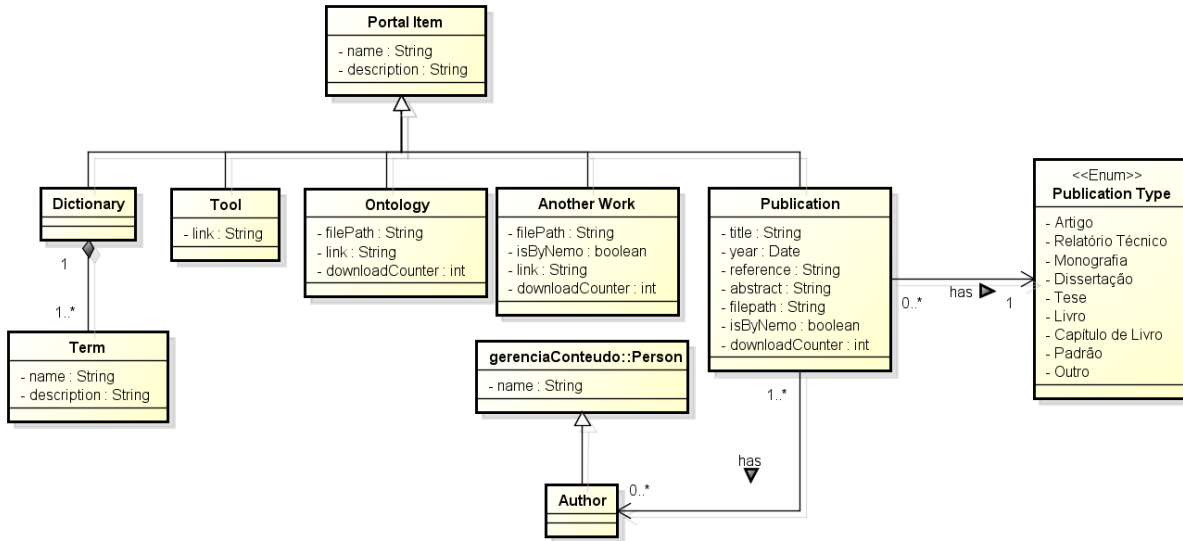 Portal Item
- name : String
- description : String
Dictionary
Tool
- link : String
Ontology
- filePath : String
- link : String
- downloadCounter : int
Another Work
- filePath : String
- isByNemo : boolean
- link : String
- downloadCounter : int
Publication
- title : String
- year : Date
- reference : String
- abstract : String
- filepath : String
- isByNemo : boolean
- downloadCounter : int
<<Enum>>
Publication Type
- Artigo
- Relatório Técnico
- Monografia
- Dissertação
- Tese
- Livro
- Capítulo de Livro
- Padrão
- Outro
0..*
has
1
1
1..*
Term
- name : String
- description : String
gerenciaConteudo::Person
- name : String
1..*
has
0..*
Author